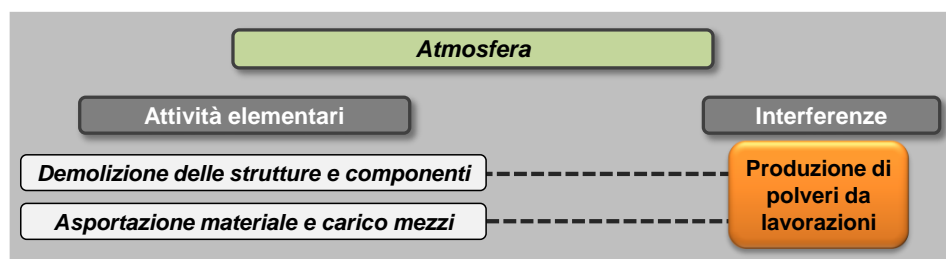 Atmosfera
Attività elementari
Interferenze
Demolizione delle strutture e componenti
Asportazione materiale e carico mezzi
Produzione di
polveri da
lavorazioni